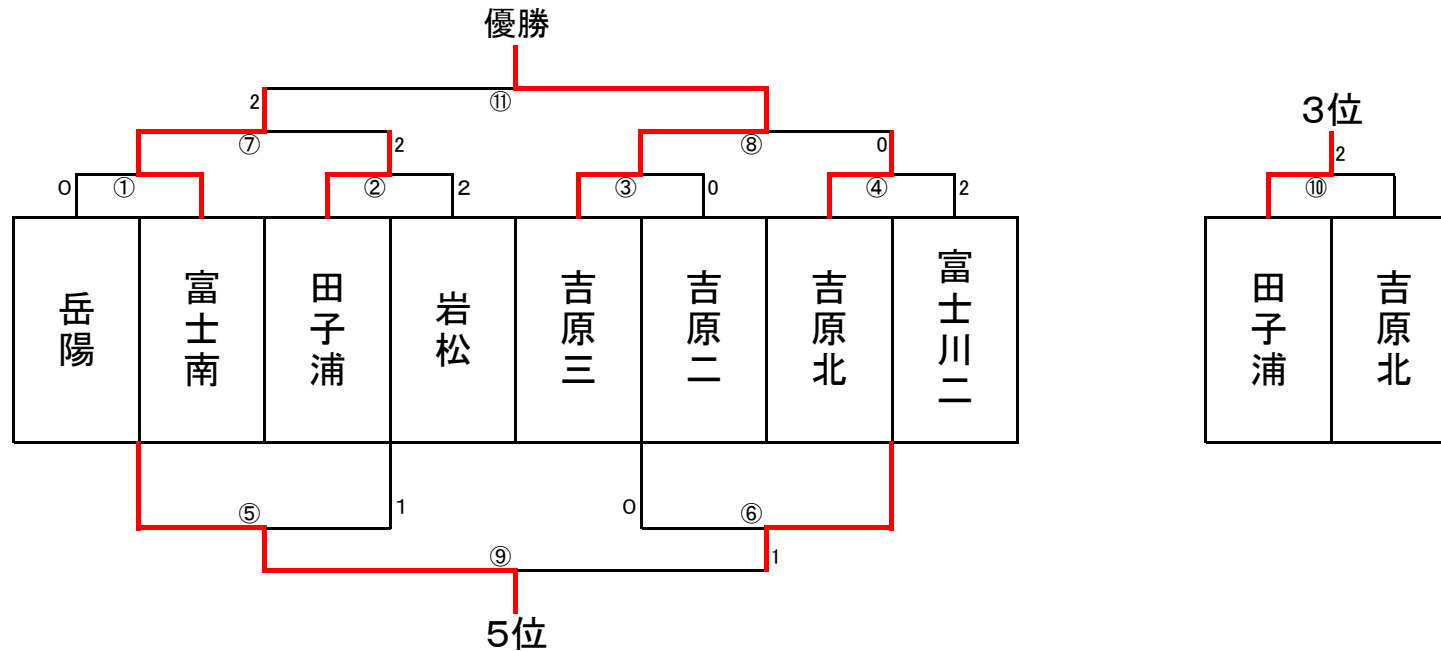 優勝
2
⑪
3位
⑦
2
⑧
0
2
0
①
②
2
③
0
④
2
⑩
岳陽
富士南
田子浦
岩松
吉原三
吉原二
吉原北
富士川二
田子浦
吉原北
⑤
1
0
⑥
⑨
1
5位